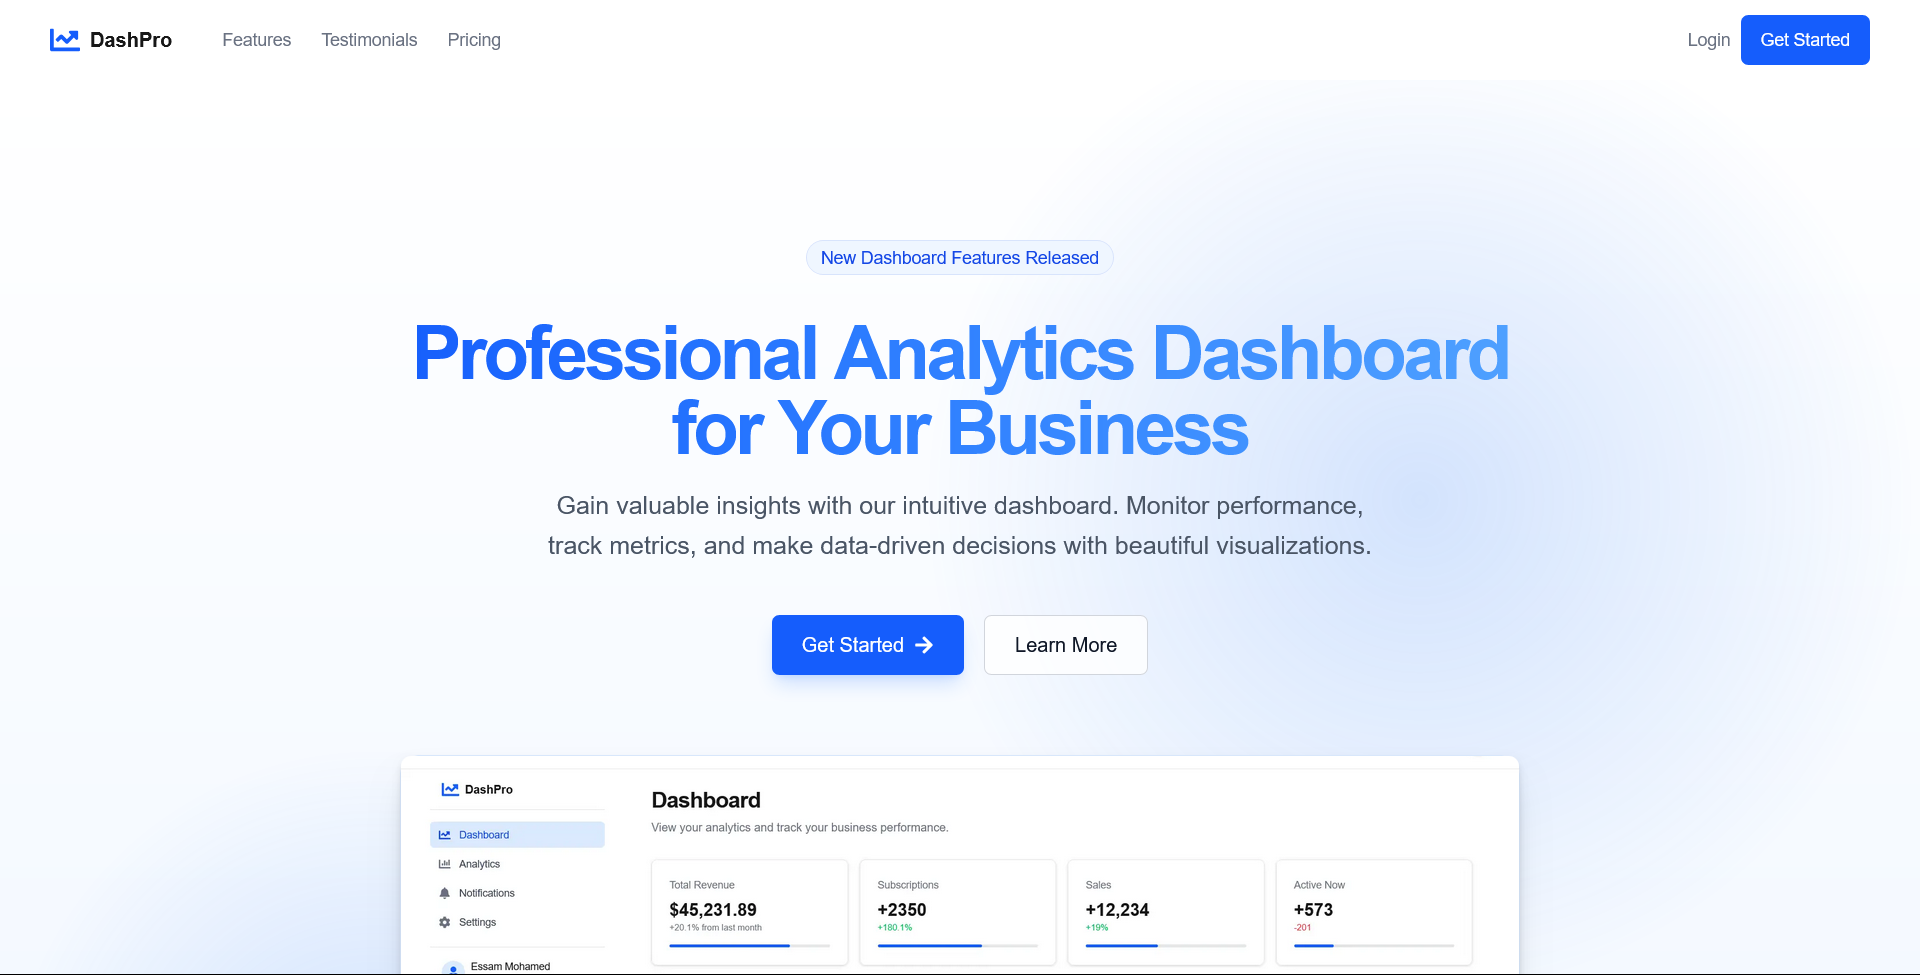 DashPro
Features
Testimonials
Pricing
Login
Get Started
New Dashboard Features Released
Professional Analytics Dashboard
for Your Business
Gain valuable insights with our intuitive dashboard. Monitor performance,
track metrics, and make data-driven decisions with beautiful visualizations.
Get Started
Learn More
DashPro
Dashboard
Analytics
Notifications
Settings
Essam Mohamed
Dashboard
View your analytics and track your business performance.
Total Revenue
$45,231.89
+20.1% from last month
Subscriptions
+2350
+180.1%
Sales
+12,234
+19%
Active Now
+573
-201